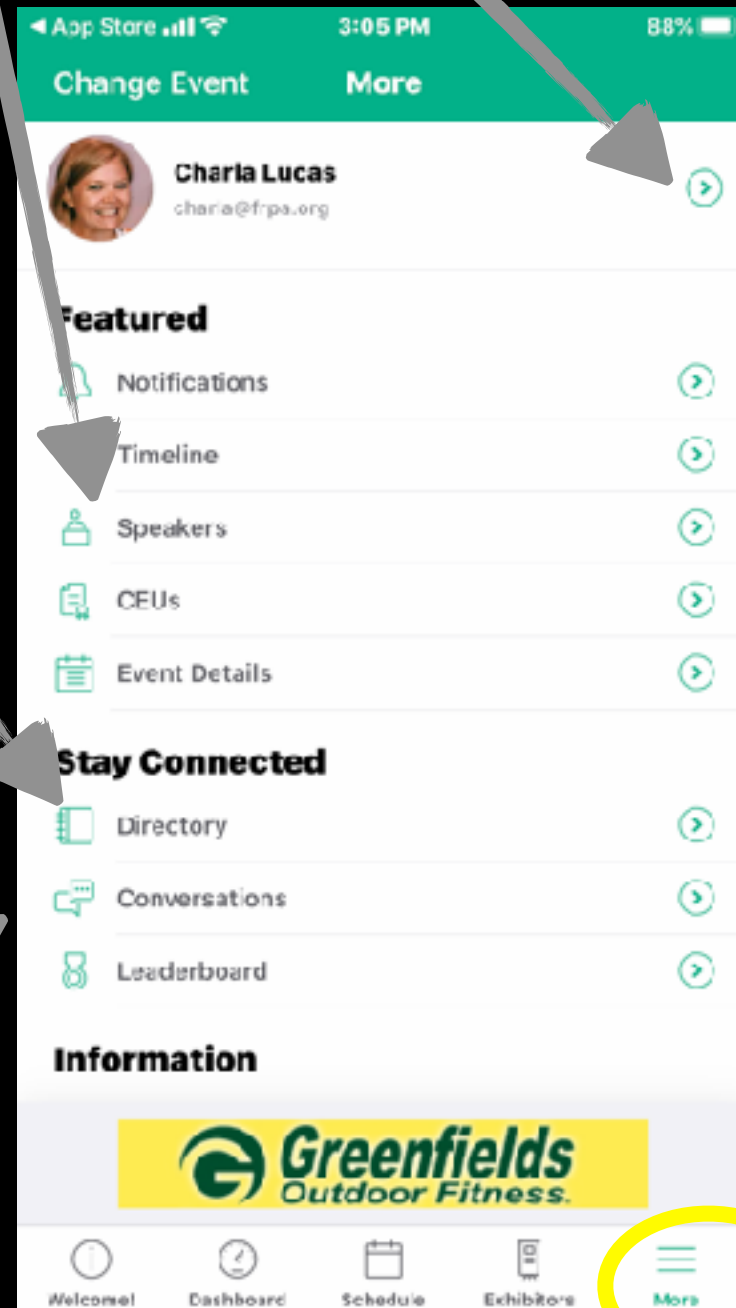 App Store 3:05 PM 88%
Change Event More
Charla Lucas
charla@frpa.org
Featured
Notifications
Timeline
Speakers
CEUs
Event Details
Stay Connected
Directory
Conversations
Leaderboard
Information
Greenfields
Outdoor Fitness.
Welcome! Dashboard Schedule Exhibitors More